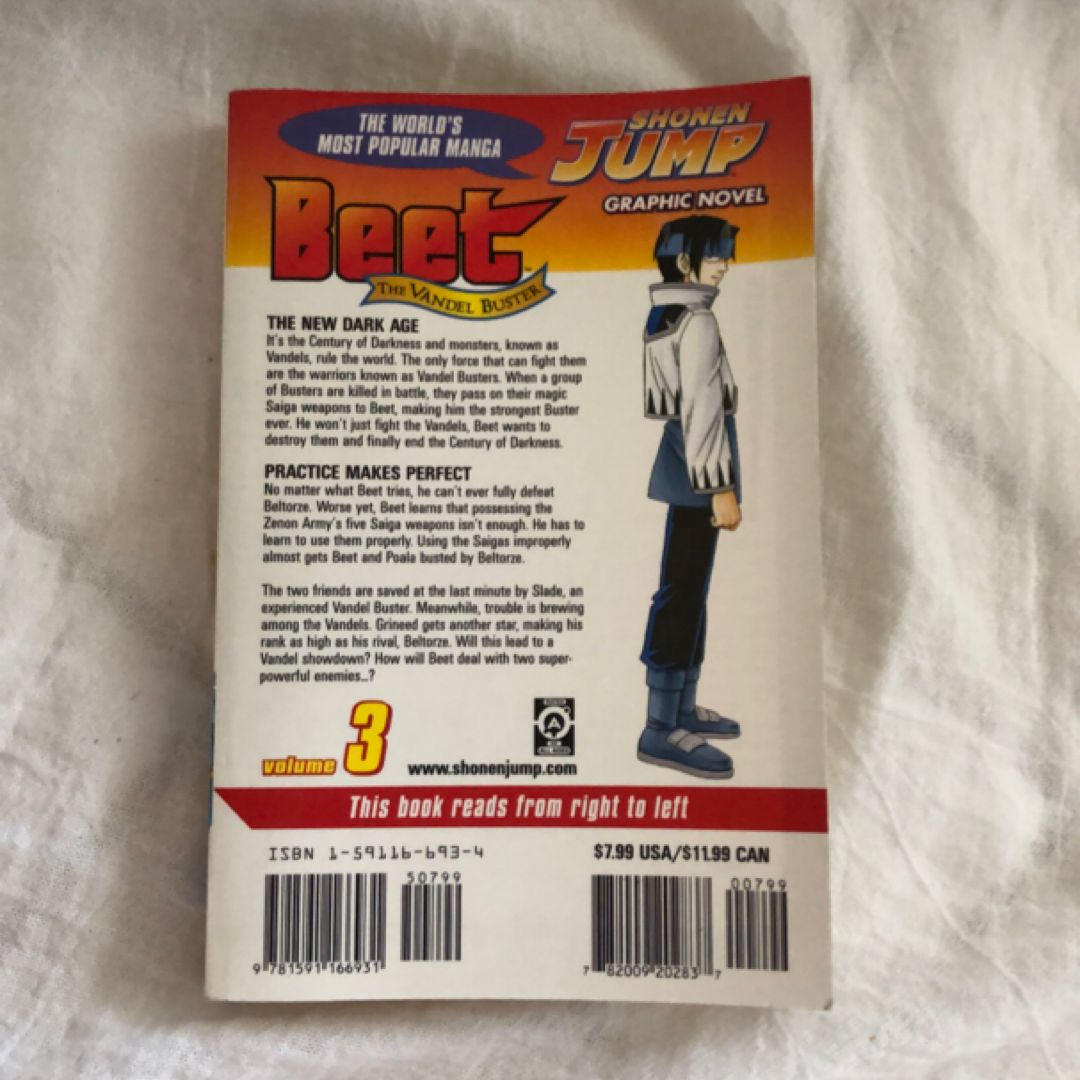 THE WORLD'S
MOST POPULAR MANGA
SHONEN
JUMP
GRAPHIC NOVEL
Beet
THE VANDEL BUSTER
THE NEW DARK AGE
It's the Century of Darkness and monsters, known as
Vandels, rule the world. The only force that can fight them
are the warriors known as Vandel Busters. When a group
of Busters are killed in battle, they pass on their magic
Saiga weapons to Beet, making him the strongest Buster
ever. He won't just fight the Vandels, Beet wants to
destroy them and finally end the Century of Darkness.
PRACTICE MAKES PERFECT
No matter what Beet tries, he can't ever fully defeat
Beltorze. Worse yet, Beet learns that possessing the
Zenon Army's five Saiga weapons isn't enough. He has to
learn to use them properly. Using the Saigas improperly
almost gets Beet and Poala busted by Beltorze.
The two friends are saved at the last minute by Slade, an
experienced Vandel Buster. Meanwhile, trouble is brewing
among the Vandels. Grineed gets another star, making his
rank as high as his rival, Beltorze. Will this lead to a
Vandel showdown? How will Beet deal with two super-
powerful enemies...?
volume 3
A
ALL AGES
www.shonenjump.com
This book reads from right to left
ISBN 1-59116-693-4
$7.99 USA/$11.99 CAN
50799
9 781591 166931
00799
7 82009 20283 7